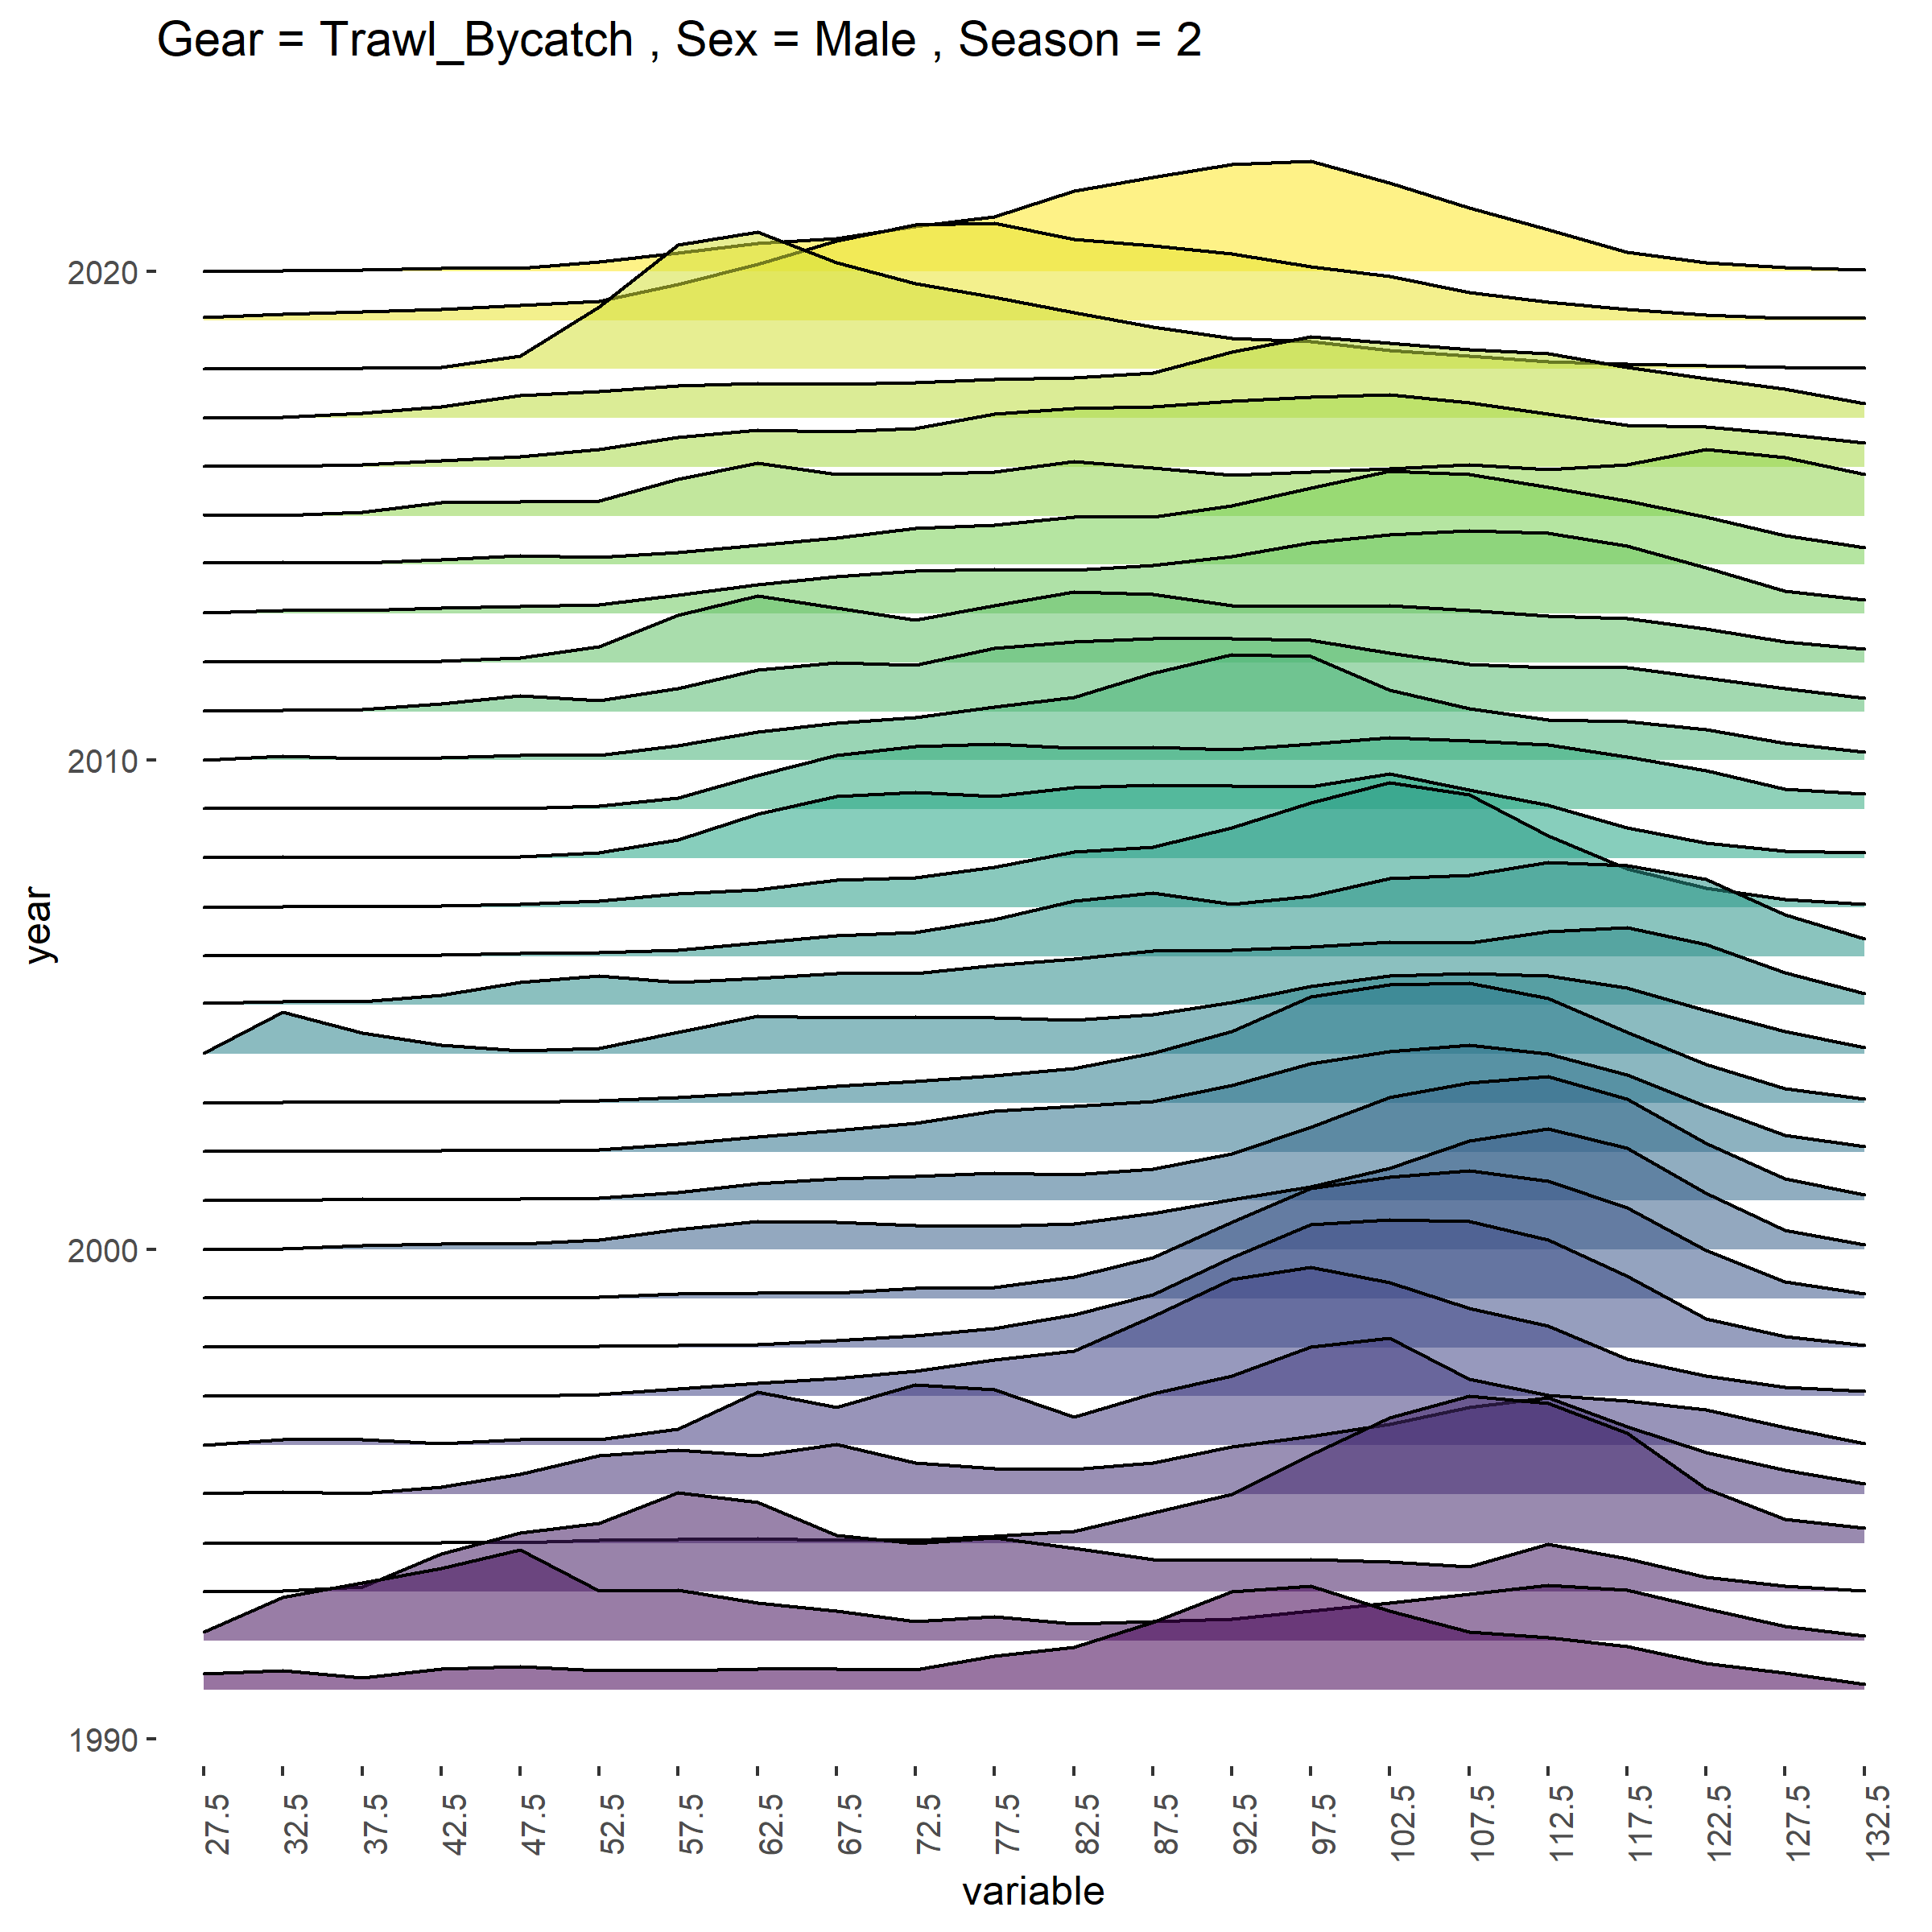 Gear = Trawl_Bycatch , Sex = Male , Season = 2
year
2020
2010
2000
1990
27.5 32.5 37.5 42.5 47.5 52.5 57.5 62.5 67.5 72.5 77.5 82.5 87.5 92.5 97.5 102.5 107.5 112.5 117.5 122.5 127.5 132.5
variable